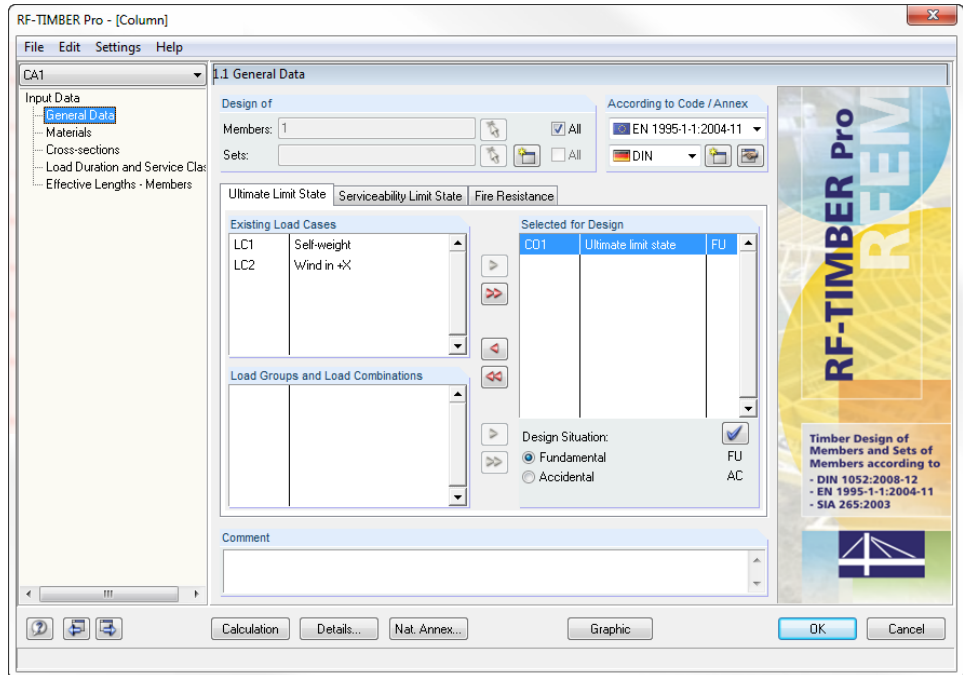 RF-TIMBER Pro - [Column]
File Edit Settings Help
CA1
1.1 General Data
Input Data
General Data
Materials
Cross-sections
Load Duration and Service Clas
Effective Lengths - Members
Design of
Members: 1 All
Sets: All
According to Code / Annex
EN 1995-1-1:2004-11
DIN
Ultimate Limit State Serviceability Limit State Fire Resistance
Existing Load Cases
LC1 Self-weight
LC2 Wind in +X
Load Groups and Load Combinations
Selected for Design
CO1 Ultimate limit state FU
Design Situation:
Fundamental FU
Accidental AC
Comment
RF-TIMBER Pro
RFEM
Timber Design of
Members and Sets of
Members according to
- DIN 1052:2008-12
- EN 1995-1-1:2004-11
- SIA 265:2003
Calculation Details... Nat. Annex... Graphic OK Cancel